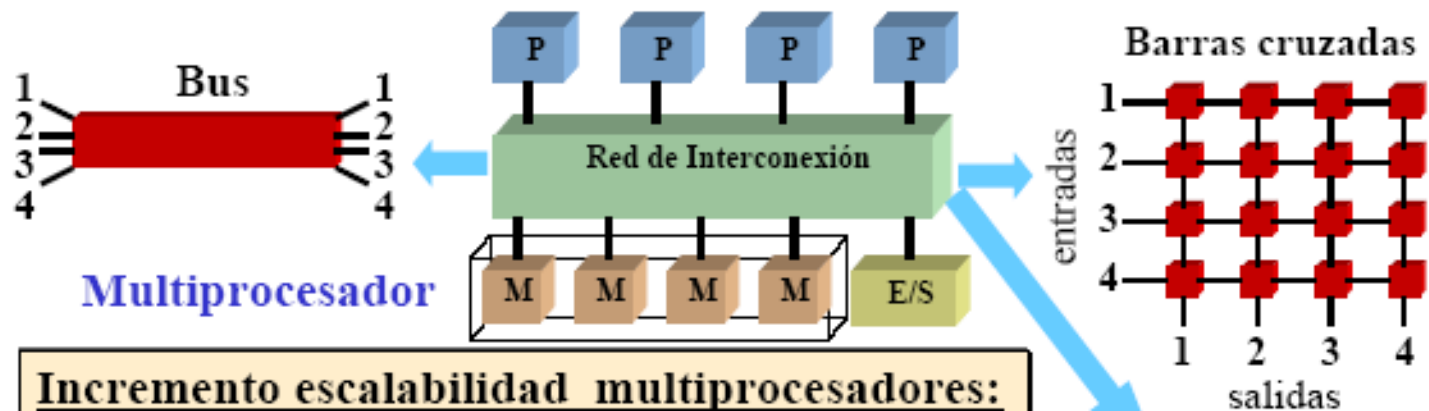 Bus
1
2
3
4
1
2
3
4
P
P
P
P
Red de Interconexión
M
M
M
M
E/S
Multiprocesador
Barras cruzadas
entradas
1
2
3
4
1 2 3 4
salidas
Incremento escalabilidad multiprocesadores: